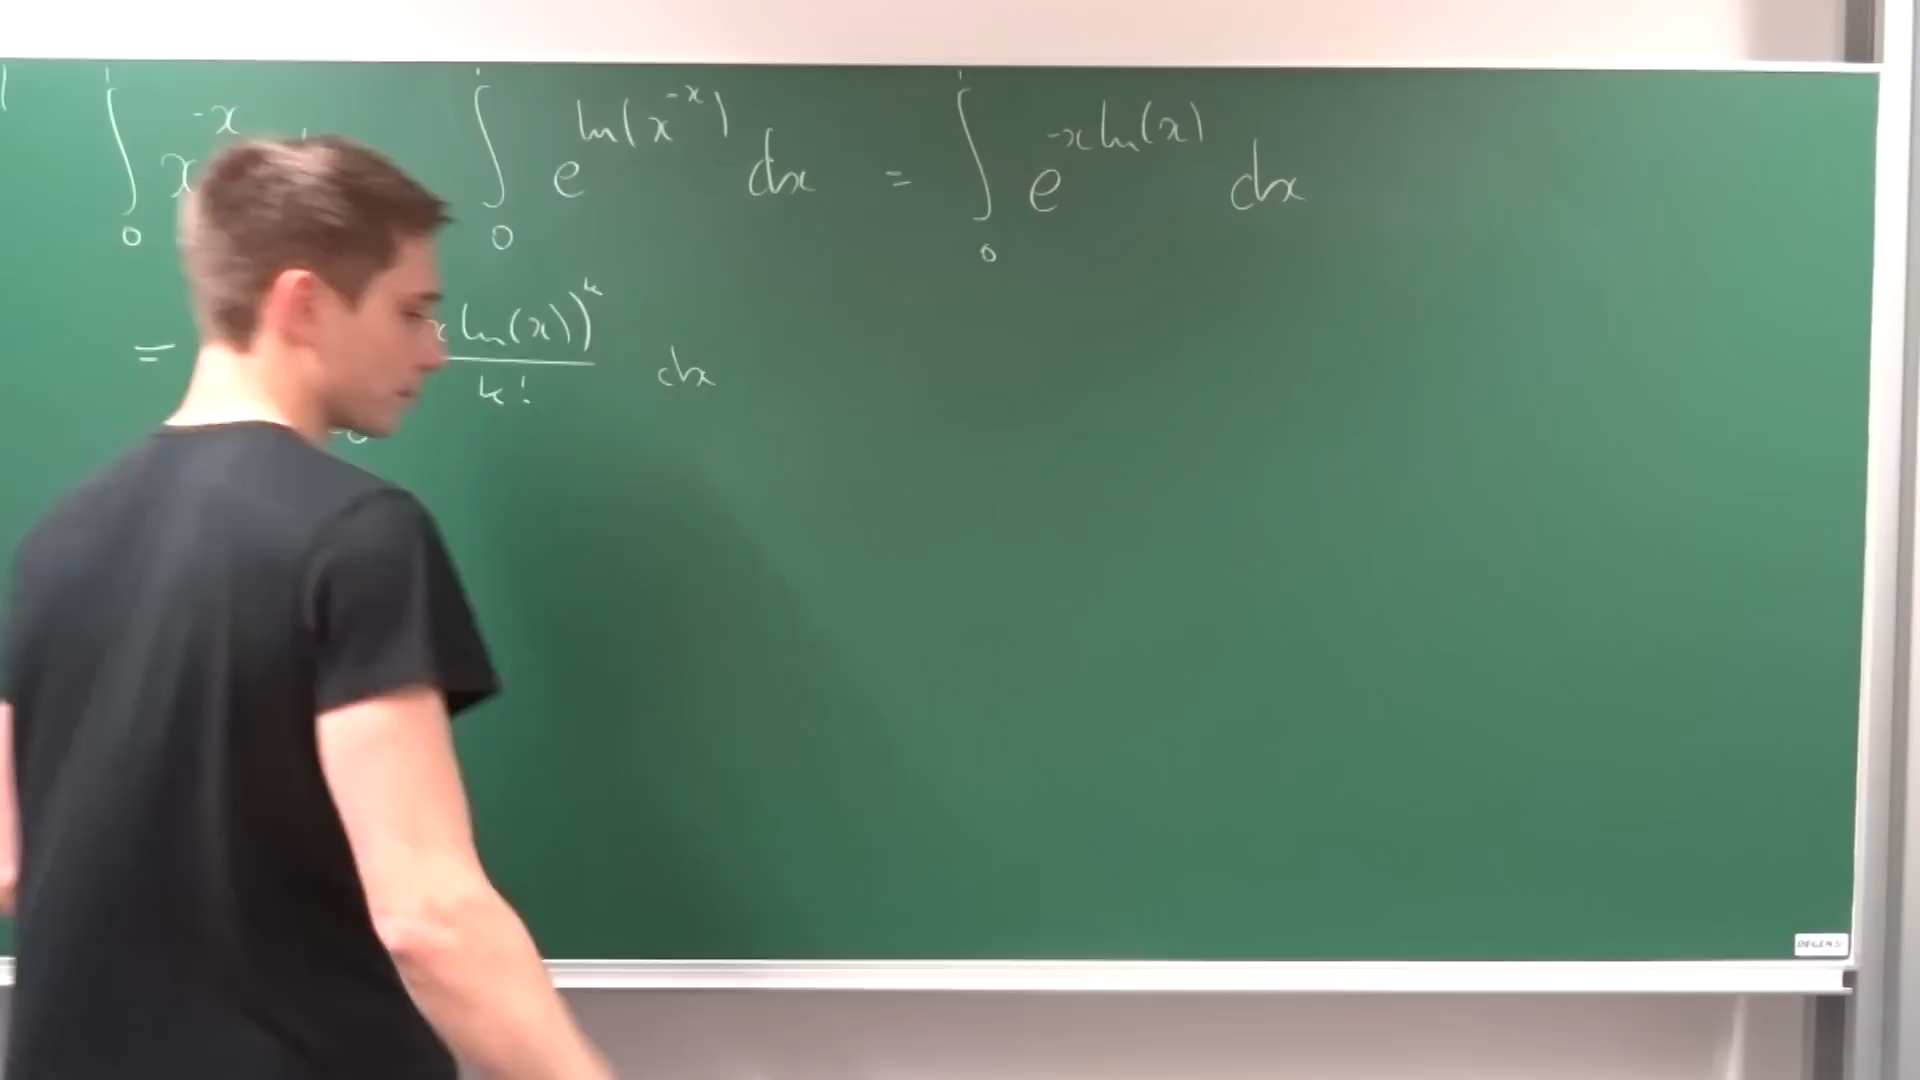 ∫₀¹ x^-x ∫₀¹ e^ln(x^-x) dx = ∫₀¹ e^-x ln(x) dx
= x ln(x))^k / k! dx